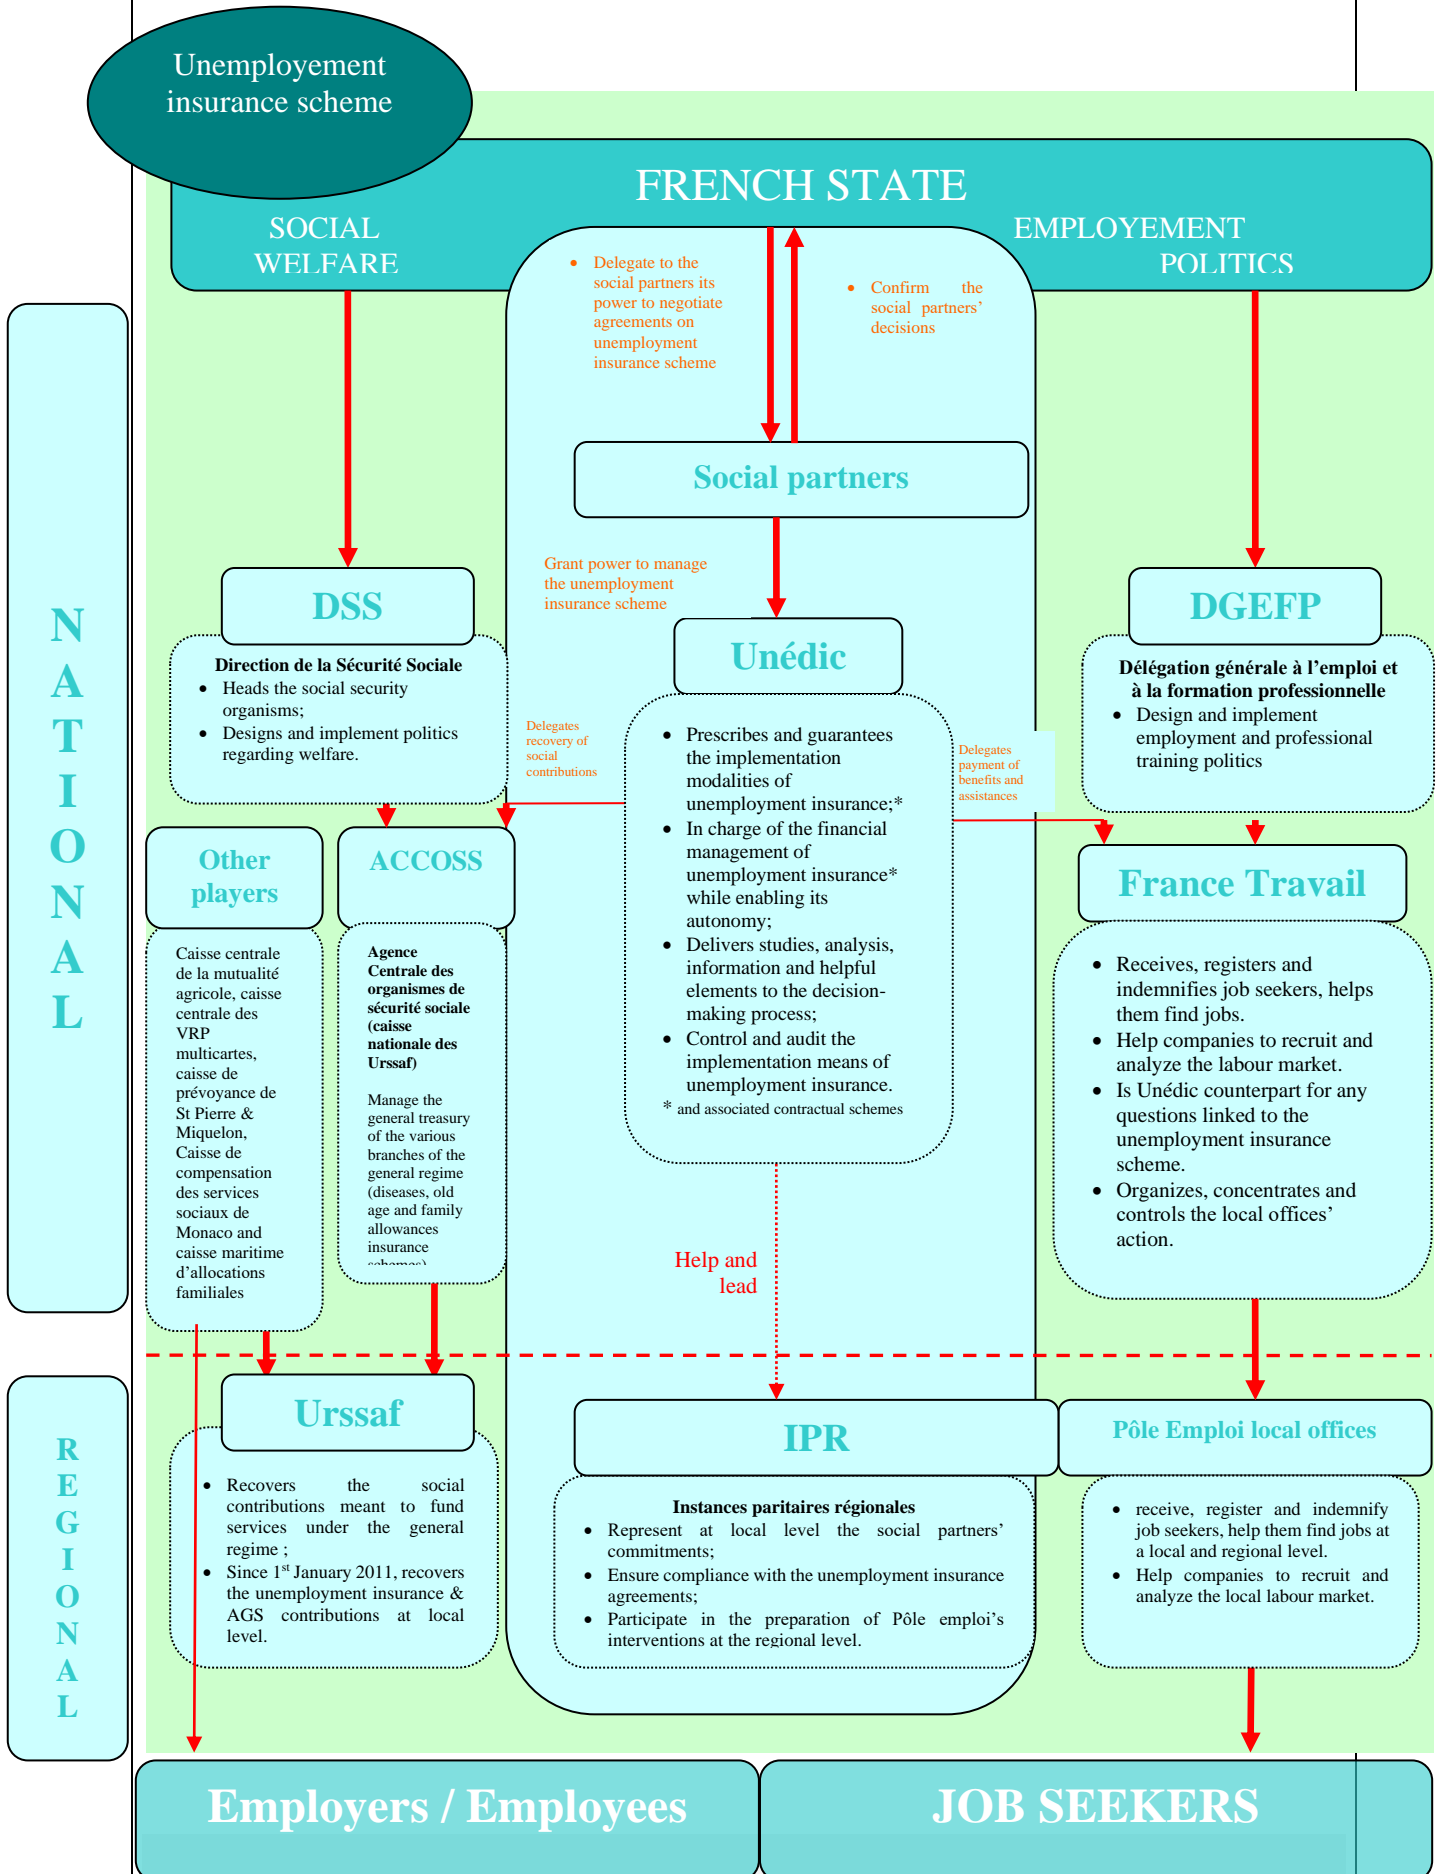 Unemployement
insurance scheme
FRENCH STATE
SOCIAL
WELFARE
EMPLOYEMENT
POLITICS
• Delegate to the
social partners its
power to negotiate
agreements on
unemployment
insurance scheme
• Confirm the
social partners’
decisions
Social partners
Grant power to manage
the unemployment
insurance scheme
N
A
T
I
O
N
A
L
DSS
Direction de la Sécurité Sociale
• Heads the social security
organisms;
• Designs and implement politics
regarding welfare.
Unédic
• Prescribes and guarantees
the implementation
modalities of
unemployment insurance;*
• In charge of the financial
management of
unemployment insurance*
while enabling its
autonomy;
• Delivers studies, analysis,
information and helpful
elements to the decision-
making process;
• Control and audit the
implementation means of
unemployment insurance.
* and associated contractual schemes
DGEFP
Délégation générale à l’emploi et
à la formation professionnelle
• Design and implement
employment and professional
training politics
Delegates
recovery of
social
contributions
Delegates
payment of
benefits and
assistances
Other
players
Caisse centrale
de la mutualité
agricole, caisse
centrale des
VRP
multicartes,
caisse de
prévoyance de
St Pierre &
Miquelon,
Caisse de
compensation
des services
sociaux de
Monaco and
caisse maritime
d’allocations
familiales
ACCOSS
Agence
Centrale des
organismes de
sécurité sociale
(caisse
nationale des
Urssaf)
Manage the
general treasury
of the various
branches of the
general regime
(diseases, old
age and family
allowances
insurance
schemes)
France Travail
• Receives, registers and
indemnifies job seekers, helps
them find jobs.
• Help companies to recruit and
analyze the labour market.
• Is Unédic counterpart for any
questions linked to the
unemployment insurance
scheme.
• Organizes, concentrates and
controls the local offices’
action.
Help and
lead
R
E
G
I
O
N
A
L
Urssaf
• Recovers the social
contributions meant to fund
services under the general
regime ;
• Since 1st January 2011, recovers
the unemployment insurance &
AGS contributions at local
level.
IPR
Instances paritaires régionales
• Represent at local level the social partners’
commitments;
• Ensure compliance with the unemployment insurance
agreements;
• Participate in the preparation of Pôle emploi’s
interventions at the regional level.
Pôle Emploi local offices
• receive, register and indemnify
job seekers, help them find jobs at
a local and regional level.
• Help companies to recruit and
analyze the local labour market.
Employers / Employees
JOB SEEKERS